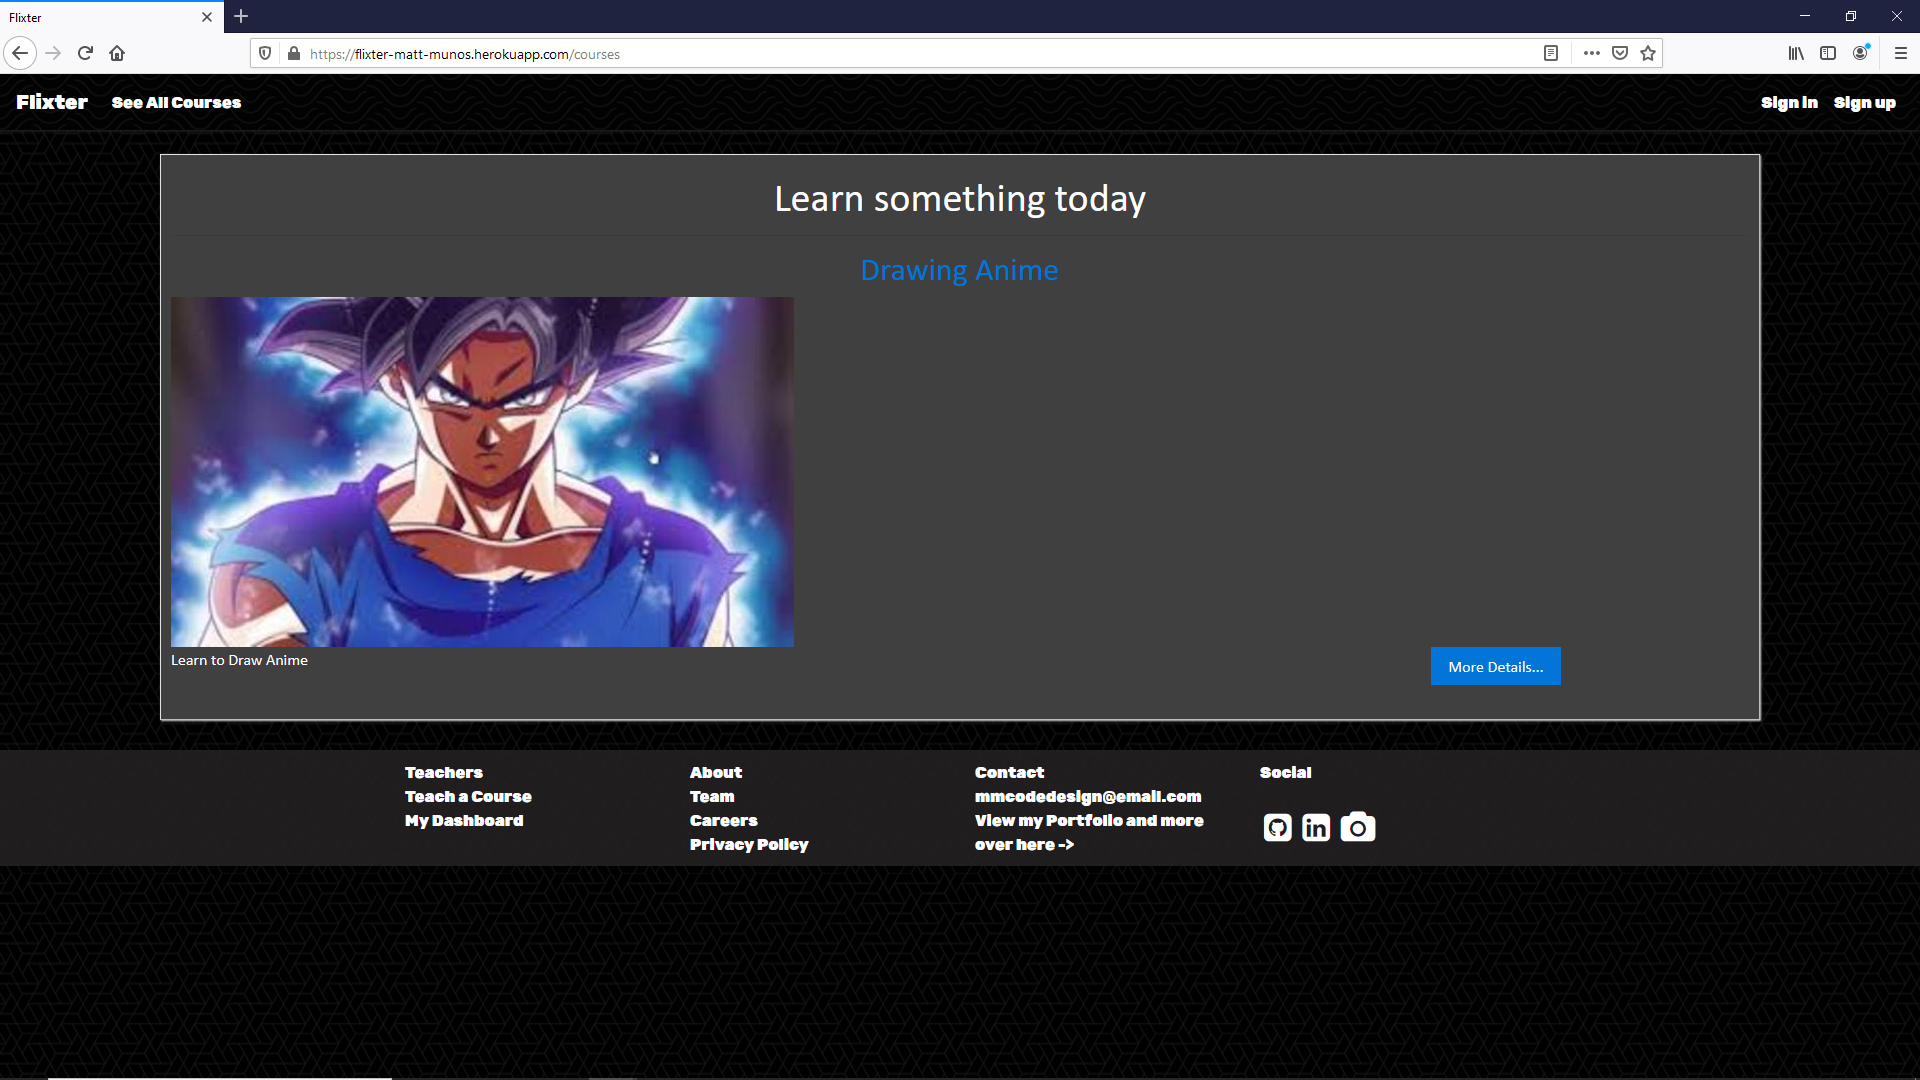 Flixter
https://flixter-matt-munos.herokuapp.com/courses
Flixter See All Courses Sign in Sign up
Learn something today
Drawing Anime
Learn to Draw Anime
More Details...
Teachers
Teach a Course
My Dashboard
About
Team
Careers
Privacy Policy
Contact
mmcodedesign@email.com
View my Portfolio and more
over here ->
Social
in